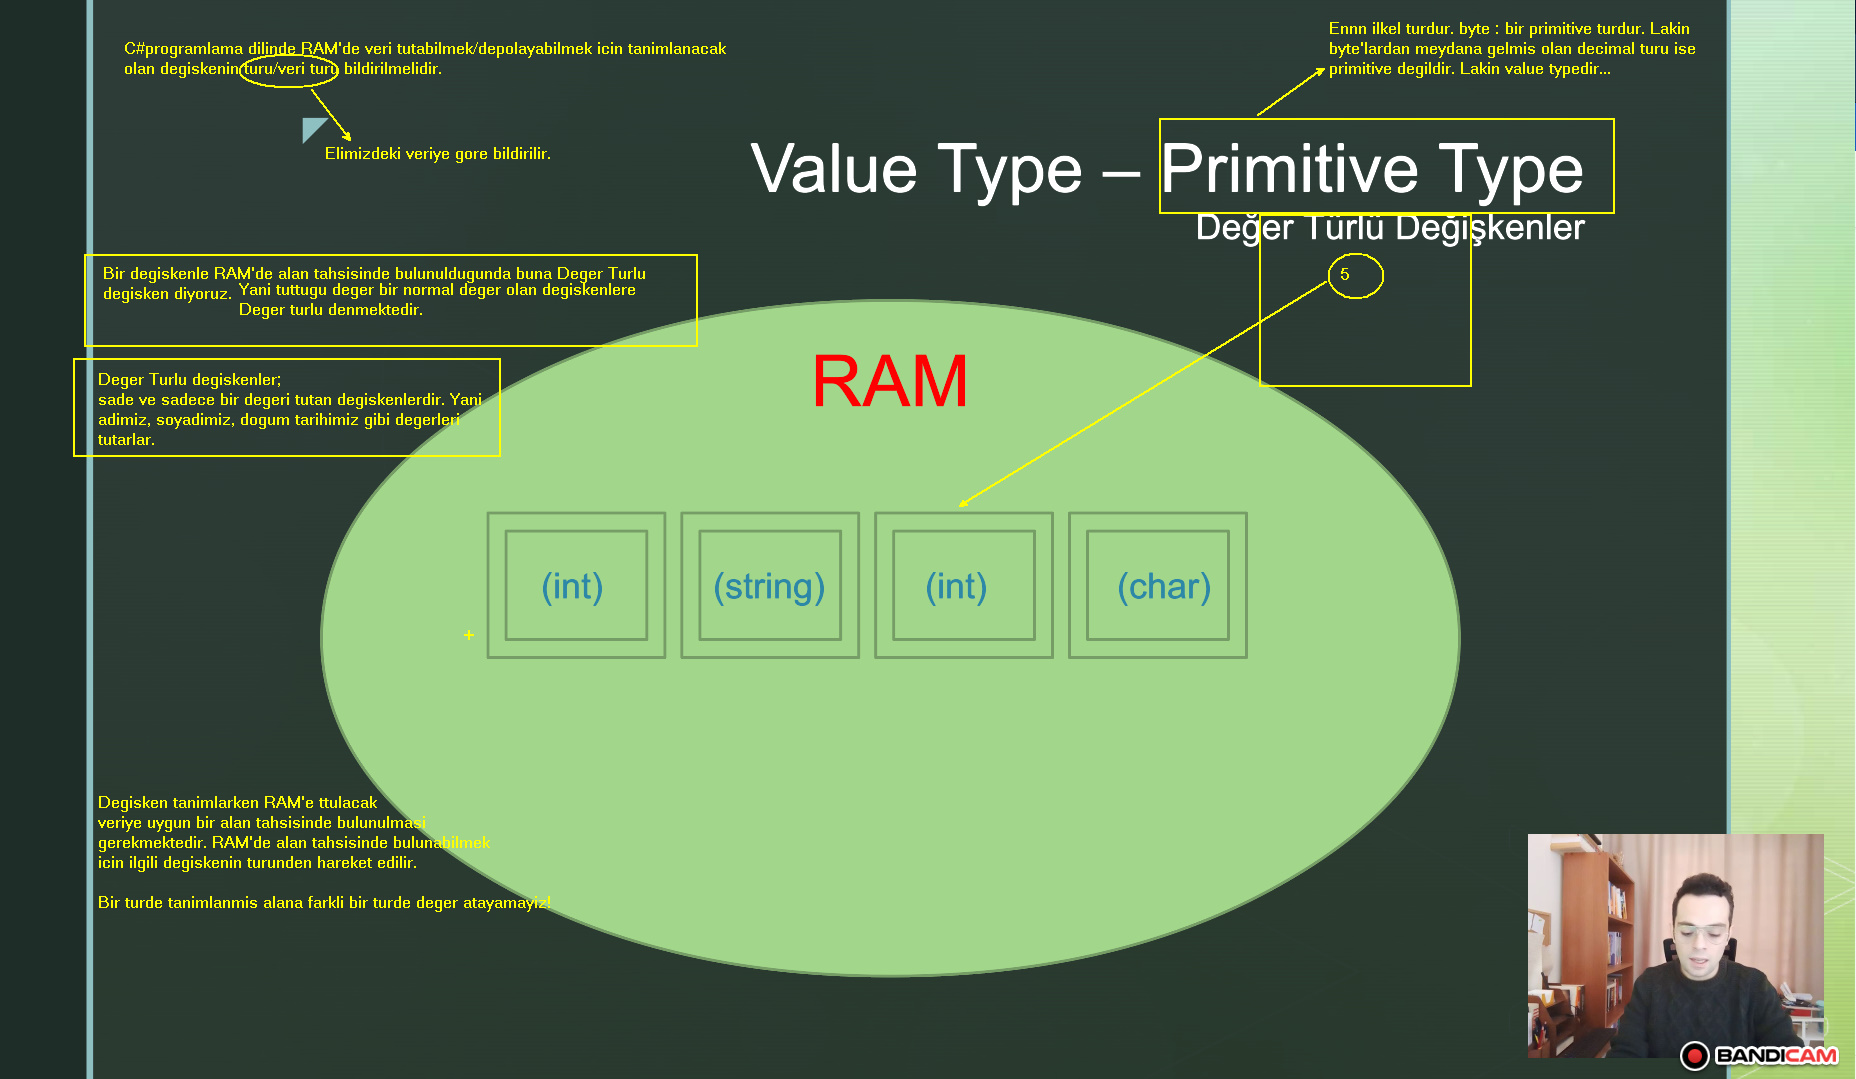 C#programlama dilinde RAM'de veri tutabilmek/depolayabilmek icin tanimlanacak
olan degiskenin turu/veri turu bildirilmelidir.
Elimizdeki veriye gore bildirilir.
Ennn ilkel turdur. byte : bir primitive turdur. Lakin
byte'lardan meydana gelmis olan decimal turu ise
primitive degildir. Lakin value typedir...
Value Type – Primitive Type
Değer Türlü Değişkenler
5
Bir degiskenle RAM'de alan tahsisinde bulunuldugunda buna Deger Turlu
degisken diyoruz. Yani tuttugu deger bir normal deger olan degiskenlere
Deger turlu denmektedir.
Deger Turlu degiskenler;
sade ve sadece bir degeri tutan degiskenlerdir. Yani
adimiz, soyadimiz, dogum tarihimiz gibi degerleri
tutarlar.
RAM
(int) (string) (int) (char)
+
Degisken tanimlarken RAM'e ttulacak
veriye uygun bir alan tahsisinde bulunulmasi
gerekmektedir. RAM'de alan tahsisinde bulunabilmek
icin ilgili degiskenin turunden hareket edilir.
Bir turde tanimlanmis alana farkli bir turde deger atayamayiz!
BANDICAM